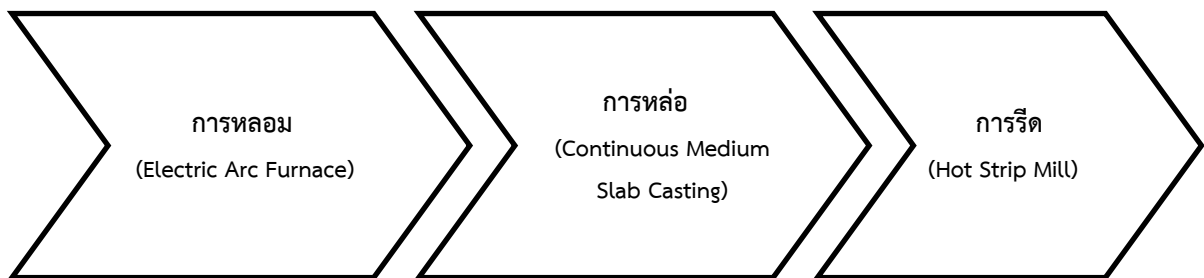 การหลอม
(Electric Arc Furnace)
การหล่อ
(Continuous Medium
Slab Casting)
การรีด
(Hot Strip Mill)